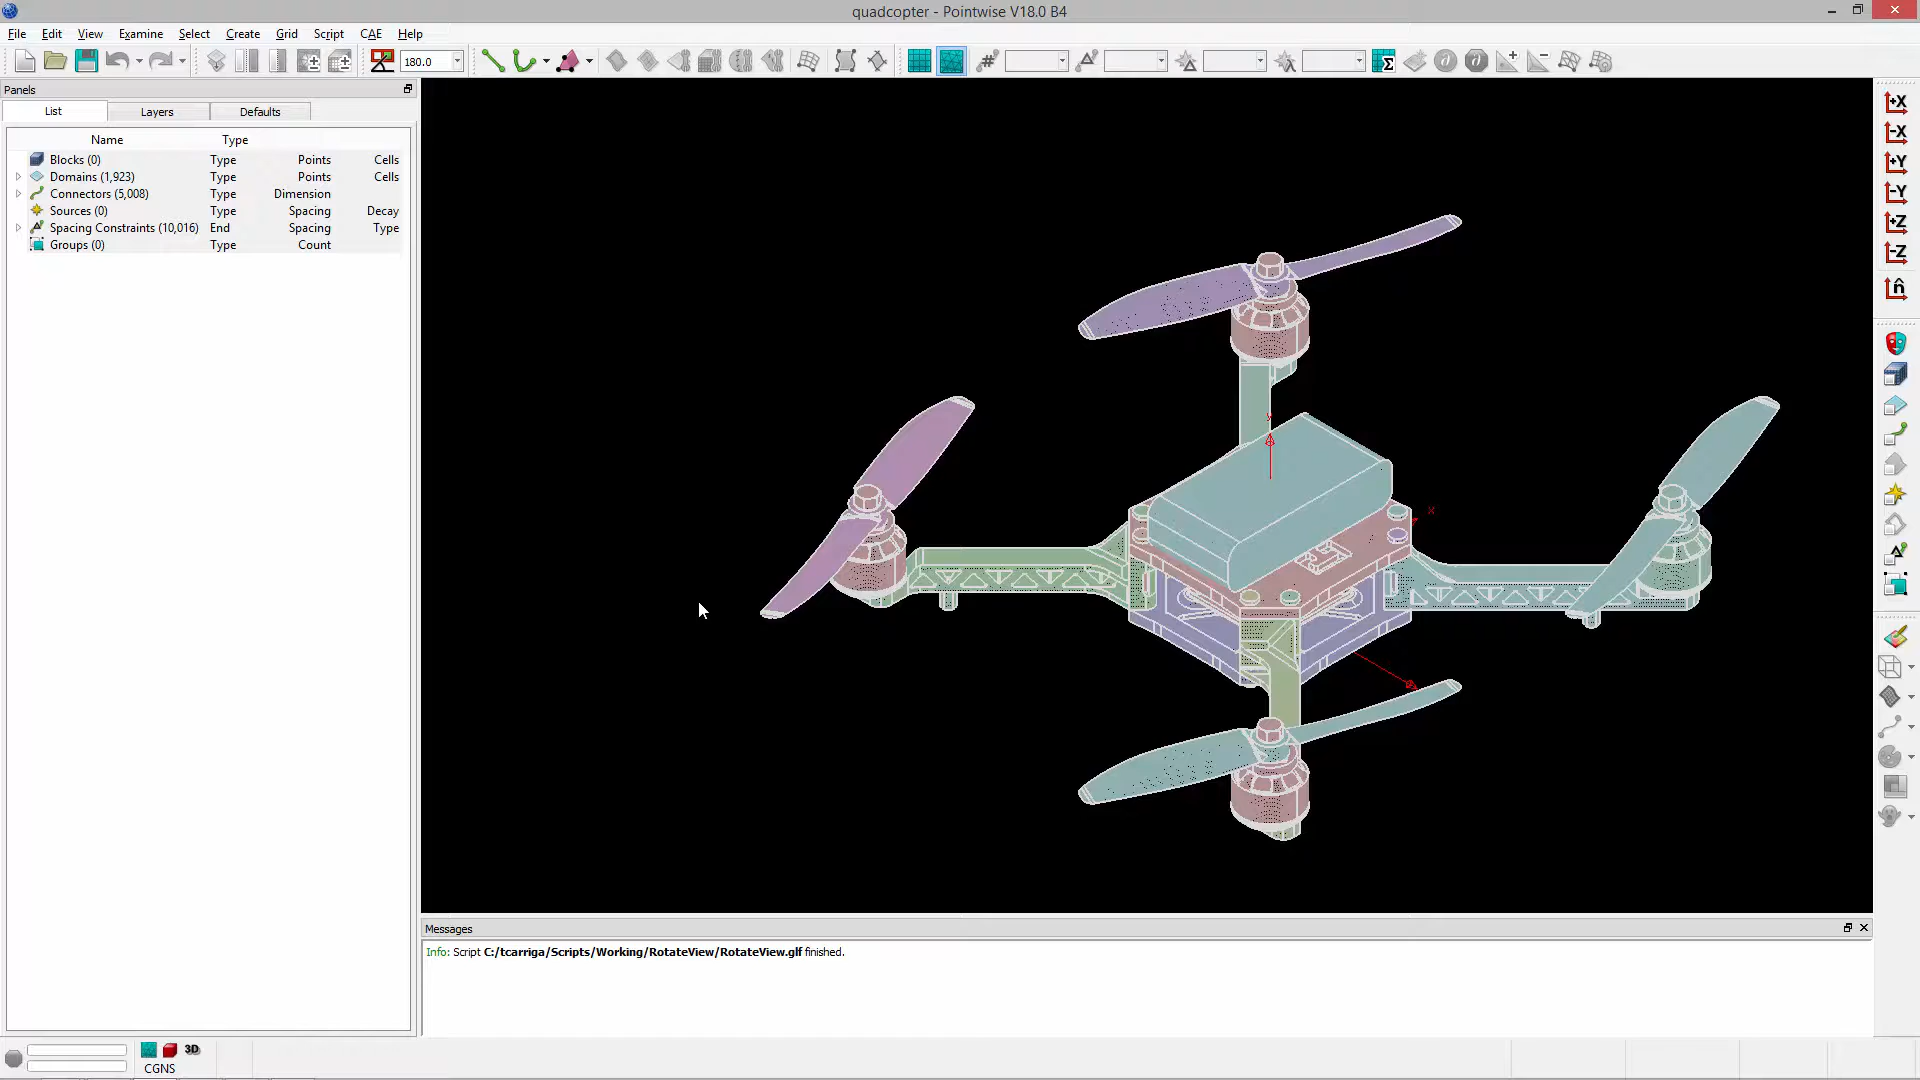 quadcopter - Pointwise V18.0 B4
File Edit View Examine Select Create Grid Script CAE Help
180.0
Panels
List Layers Defaults
Name Type
Blocks (0) Type Points Cells
Domains (1,923) Type Points Cells
Connectors (5,008) Type Dimension
Sources (0) Type Spacing Decay
Spacing Constraints (10,016) End Spacing Type
Groups (0) Type Count
y
x
+X
-X
+Y
-Y
+Z
-Z
n̂
Messages
Info: Script C:/tcarriga/Scripts/Working/RotateView/RotateView.glf finished.
3D
CGNS